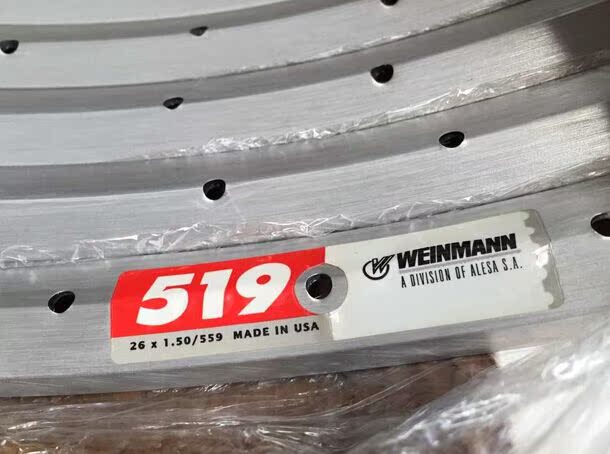 519
26 x 1.50/559 MADE IN USA
WEINMANN
A DIVISION OF ALESA S.A.